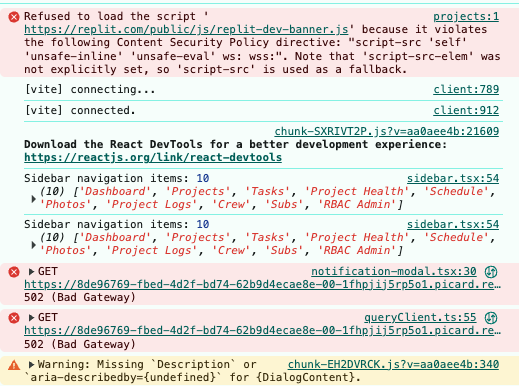 Refused to load the script ' projects:1
https://replit.com/public/js/replit-dev-banner.js' because it violates
the following Content Security Policy directive: "script-src 'self'
'unsafe-inline' 'unsafe-eval' ws: wss:". Note that 'script-src-elem' was
not explicitly set, so 'script-src' is used as a fallback.
[vite] connecting... client:789
[vite] connected. client:912
chunk-SXRIVT2P.js?v=aa0aee4b:21609
Download the React DevTools for a better development experience:
https://reactjs.org/link/react-devtools
Sidebar navigation items: 10 sidebar.tsx:54
(10) ['Dashboard', 'Projects', 'Tasks', 'Project Health', 'Schedule',
'Photos', 'Project Logs', 'Crew', 'Subs', 'RBAC Admin']
Sidebar navigation items: 10 sidebar.tsx:54
(10) ['Dashboard', 'Projects', 'Tasks', 'Project Health', 'Schedule',
'Photos', 'Project Logs', 'Crew', 'Subs', 'RBAC Admin']
GET notification-modal.tsx:30
https://8de96769-fbed-4d2f-bd74-62b9d4ecae8e-00-1fhpjij5rp5o1.picard.re…
502 (Bad Gateway)
GET queryClient.ts:55
https://8de96769-fbed-4d2f-bd74-62b9d4ecae8e-00-1fhpjij5rp5o1.picard.re…
502 (Bad Gateway)
Warning: Missing `Description` or chunk-EH2DVRCK.js?v=aa0aee4b:340
`aria-describedby={undefined}` for {DialogContent}.